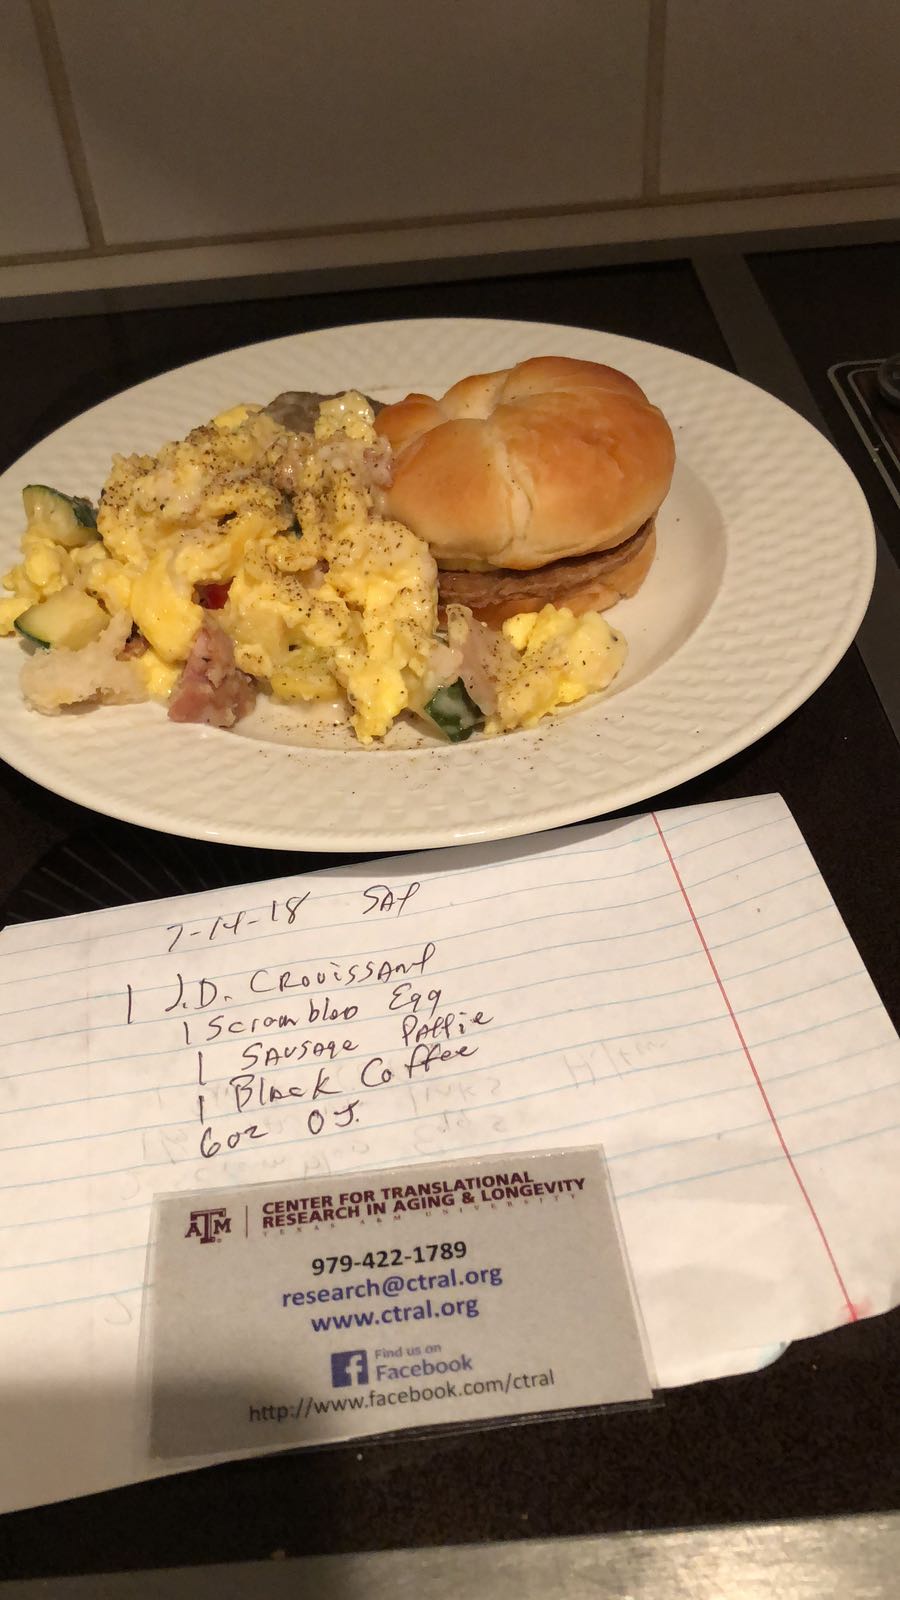 7-14-18 SAT
1 J.D. CROUISSANT
1 Scrambled Egg
1 SAUSAGE PATTIE
1 Black Coffee
6oz OJ.
ATM
CENTER FOR TRANSLATIONAL
RESEARCH IN AGING & LONGEVITY
TEXAS A&M UNIVERSITY
979-422-1789
research@ctral.org
www.ctral.org
f Find us on
Facebook
http://www.facebook.com/ctral